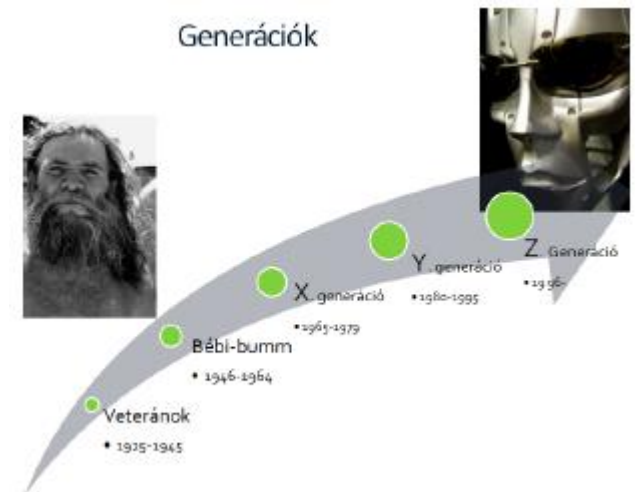 Generációk
Veteránok
• 1925-1945
Bébi-bumm
• 1946-1964
X. generáció
• 1965-1979
Y. generáció
• 1980-1995
Z Generáció
• 1996-